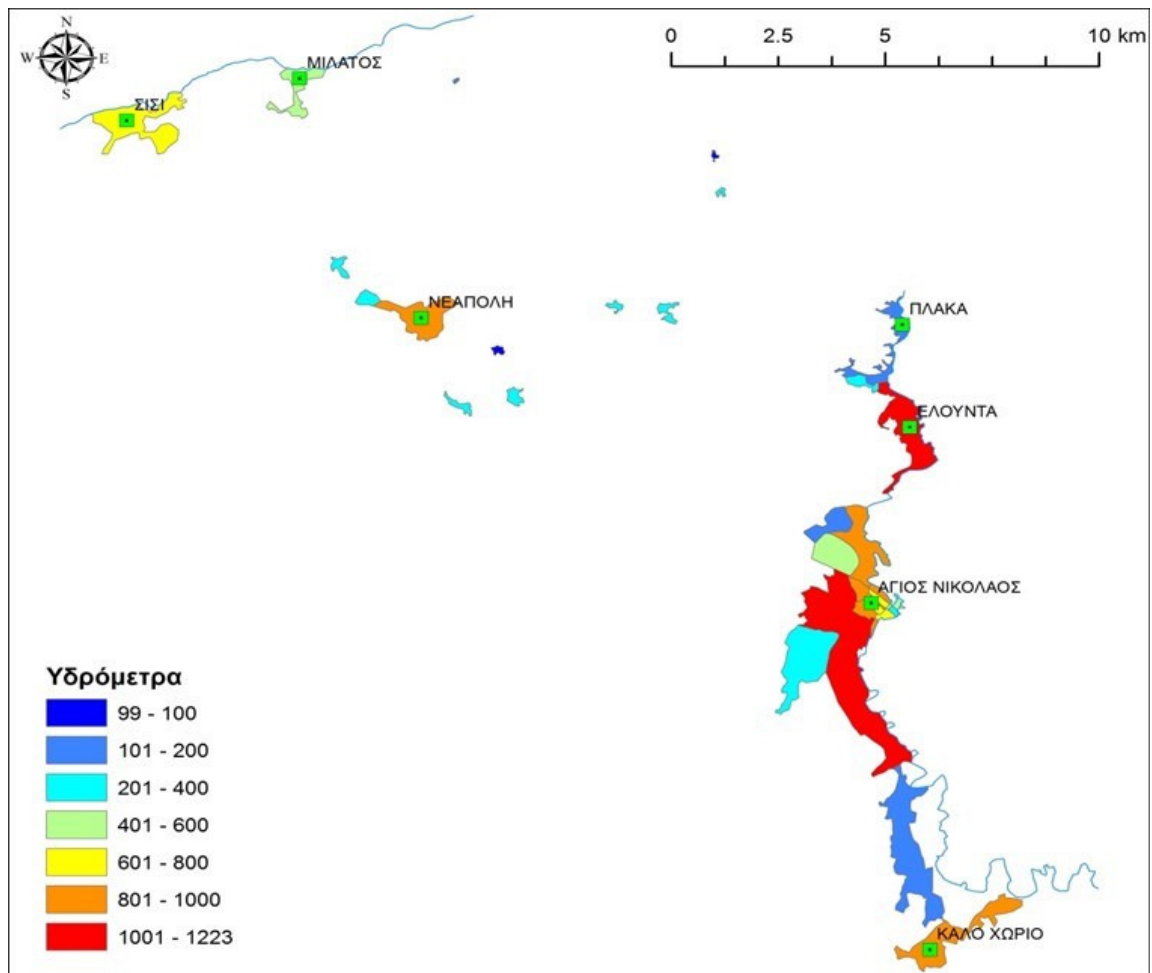 N
W E
S
0 2.5 5 10 km
ΜΙΛΑΤΟΣ
ΣΙΣΙ
ΝΕΑΠΟΛΗ
ΠΛΑΚΑ
ΕΛΟΥΝΤΑ
ΑΓΙΟΣ ΝΙΚΟΛΑΟΣ
ΚΑΛΟ ΧΩΡΙΟ
Υδρόμετρα
99 - 100
101 - 200
201 - 400
401 - 600
601 - 800
801 - 1000
1001 - 1223